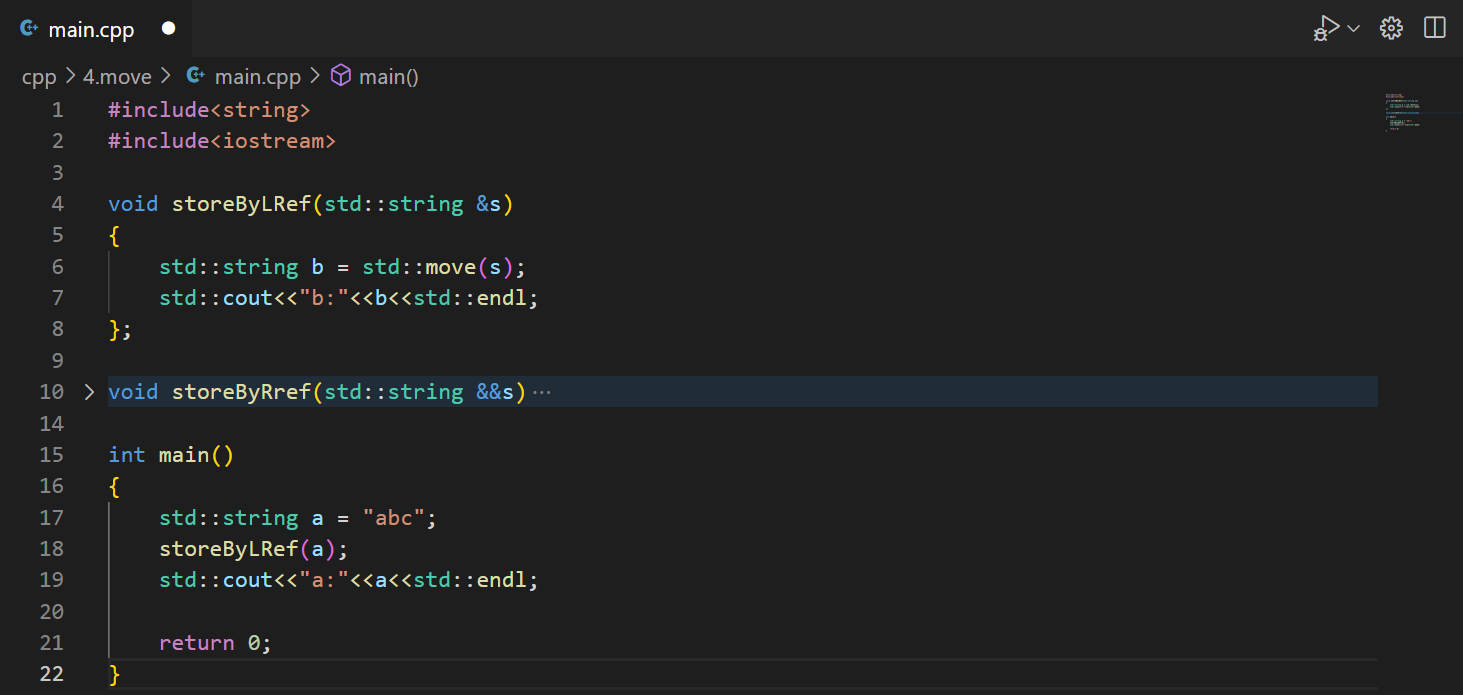 main.cpp
cpp > 4.move > main.cpp > main()
1 #include<string>
2 #include<iostream>
3
4 void storeByLRef(std::string &s)
5 {
6     std::string b = std::move(s);
7     std::cout<<"b:"<<b<<std::endl;
8 };
9
10 > void storeByRref(std::string &&s) ···
14
15 int main()
16 {
17     std::string a = "abc";
18     storeByLRef(a);
19     std::cout<<"a:"<<a<<std::endl;
20
21     return 0;
22 }